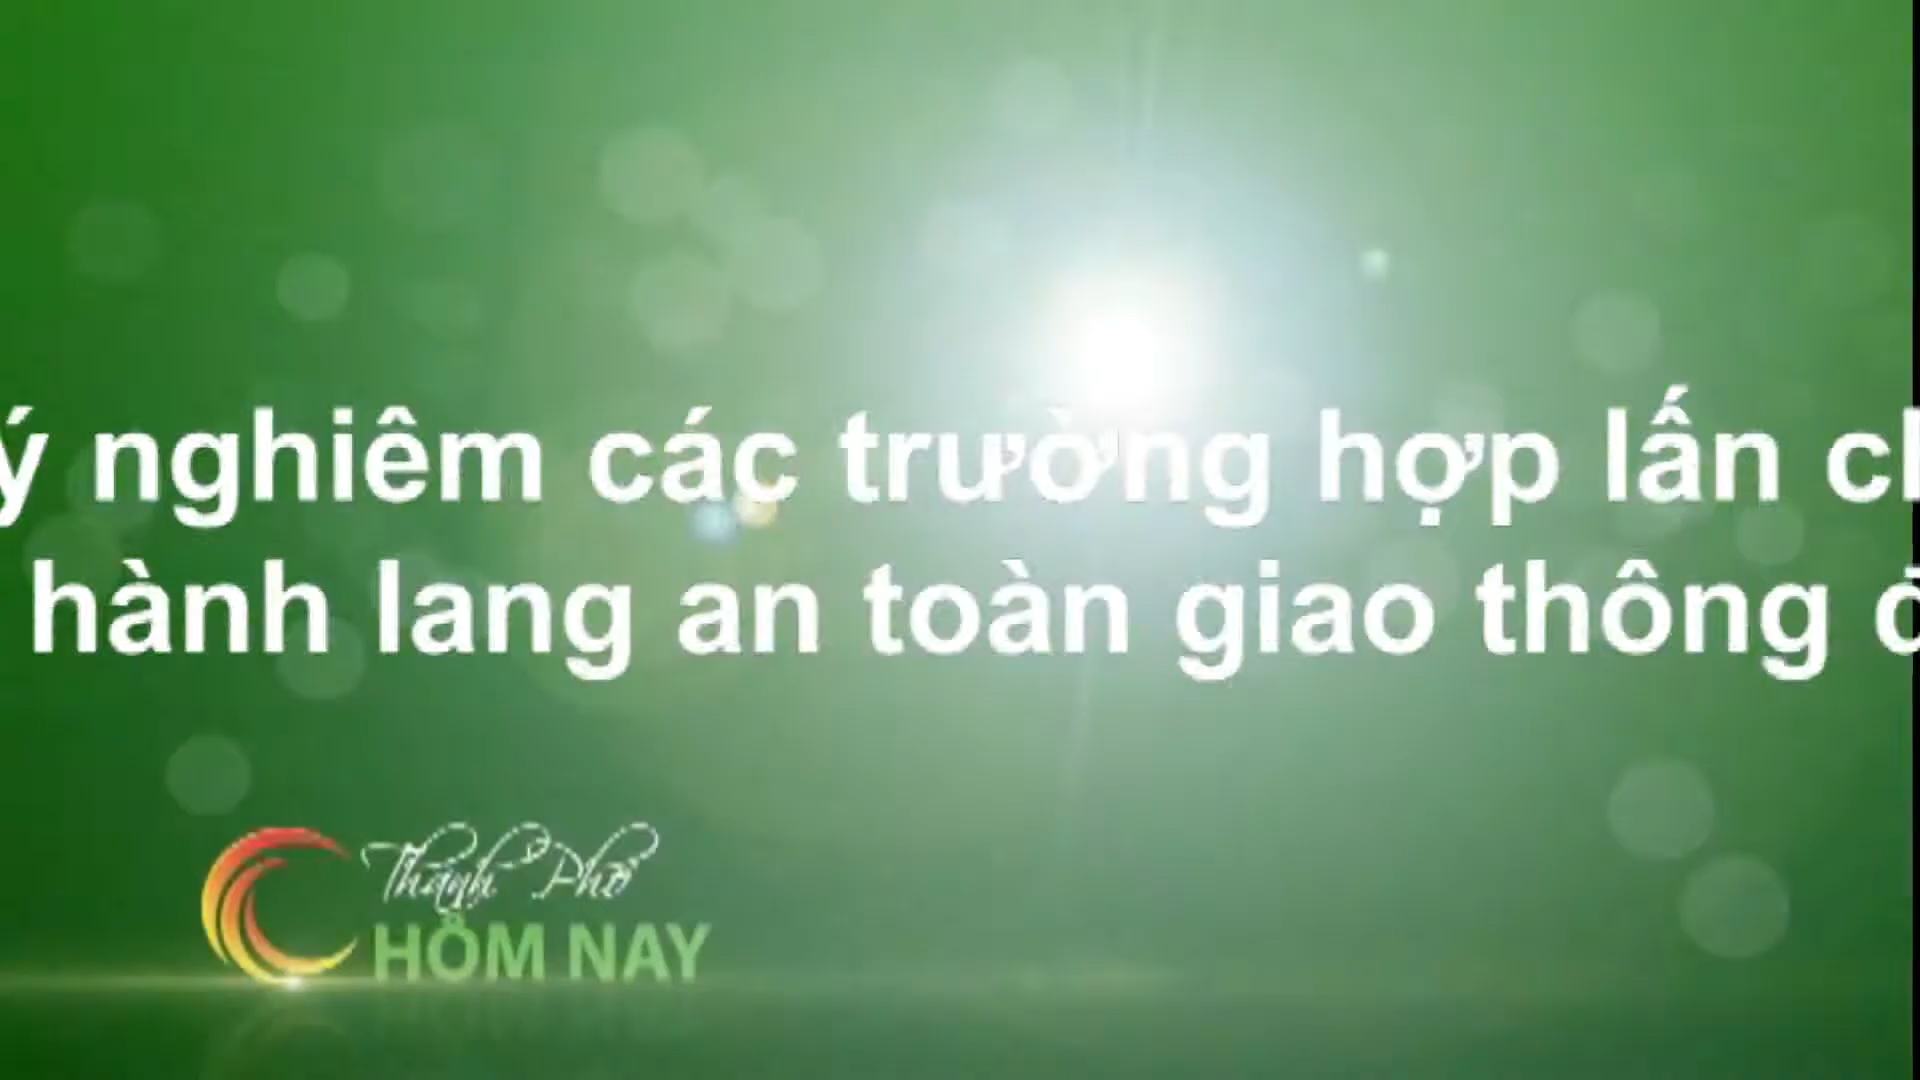 ý nghiêm các trường hợp lấn
hành lang an toàn giao thông
Thành Phố
HÔM NAY